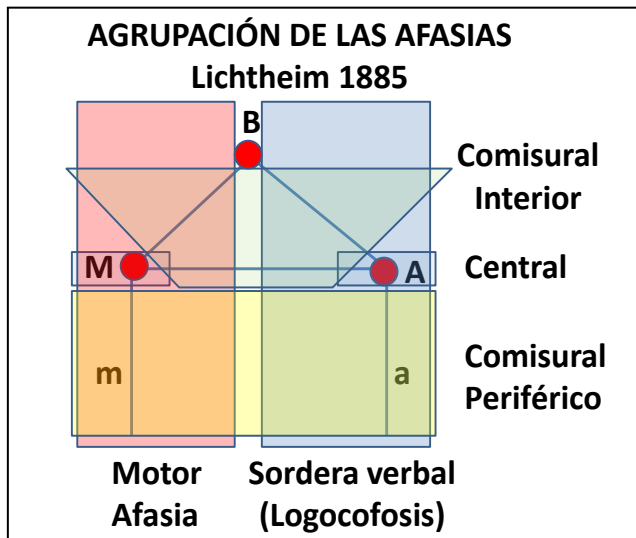 AGRUPACIÓN DE LAS AFASIAS
Lichtheim 1885
B
Comisural
Interior
M
A
Central
m
a
Comisural
Periférico
Motor
Afasia
Sordera verbal
(Logocofosis)